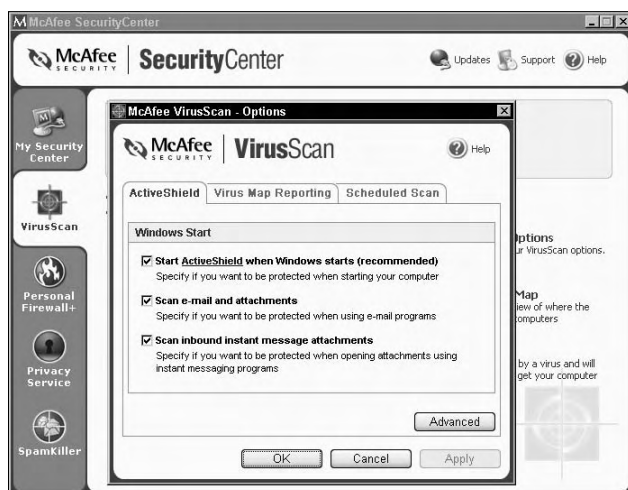 McAfee SecurityCenter
McAfee SECURITY SecurityCenter
Updates Support Help
My Security Center
VirusScan
Personal Firewall+
Privacy Service
SpamKiller
McAfee VirusScan - Options
McAfee SECURITY VirusScan
Help
ActiveShield Virus Map Reporting Scheduled Scan
Windows Start
Start ActiveShield when Windows starts (recommended)
Specify if you want to be protected when starting your computer
Scan e-mail and attachments
Specify if you want to be protected when using e-mail programs
Scan inbound instant message attachments
Specify if you want to be protected when opening attachments using
instant messaging programs
Advanced
OK Cancel Apply
VirusScan options.
Map
of where the
computers
by a virus and will
get your computer